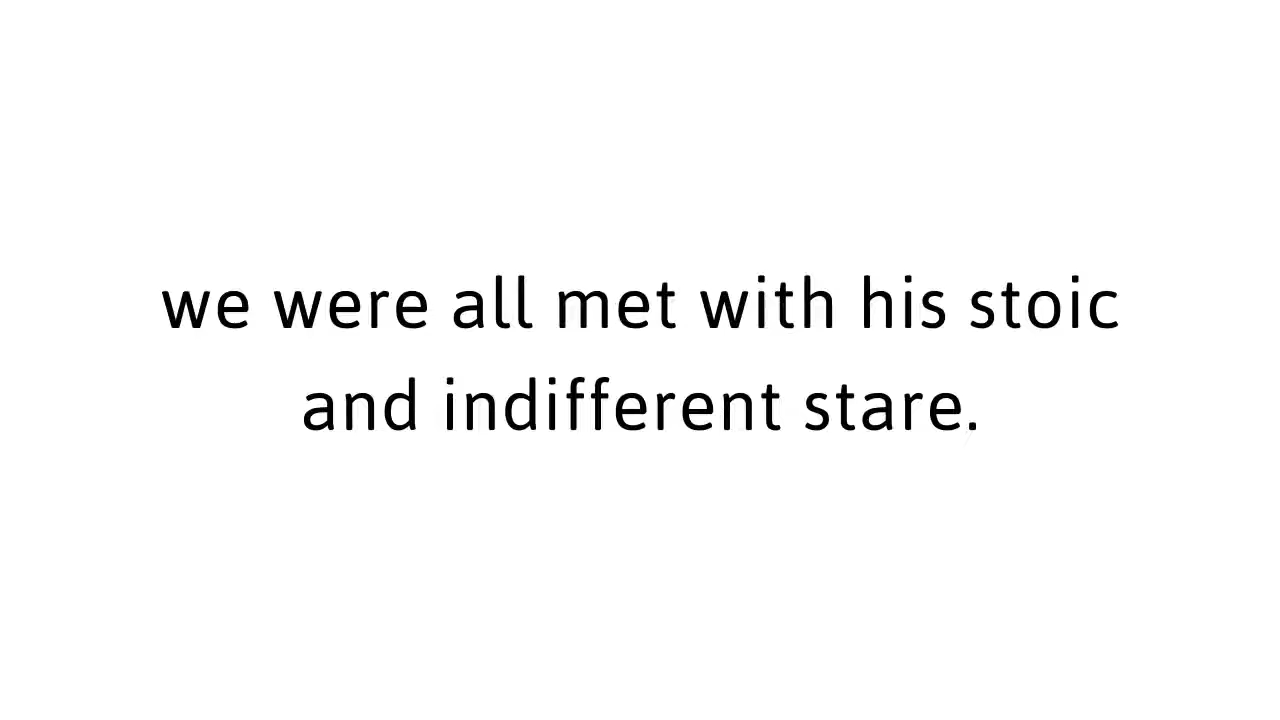 we were all met with his stoic
and indifferent stare.